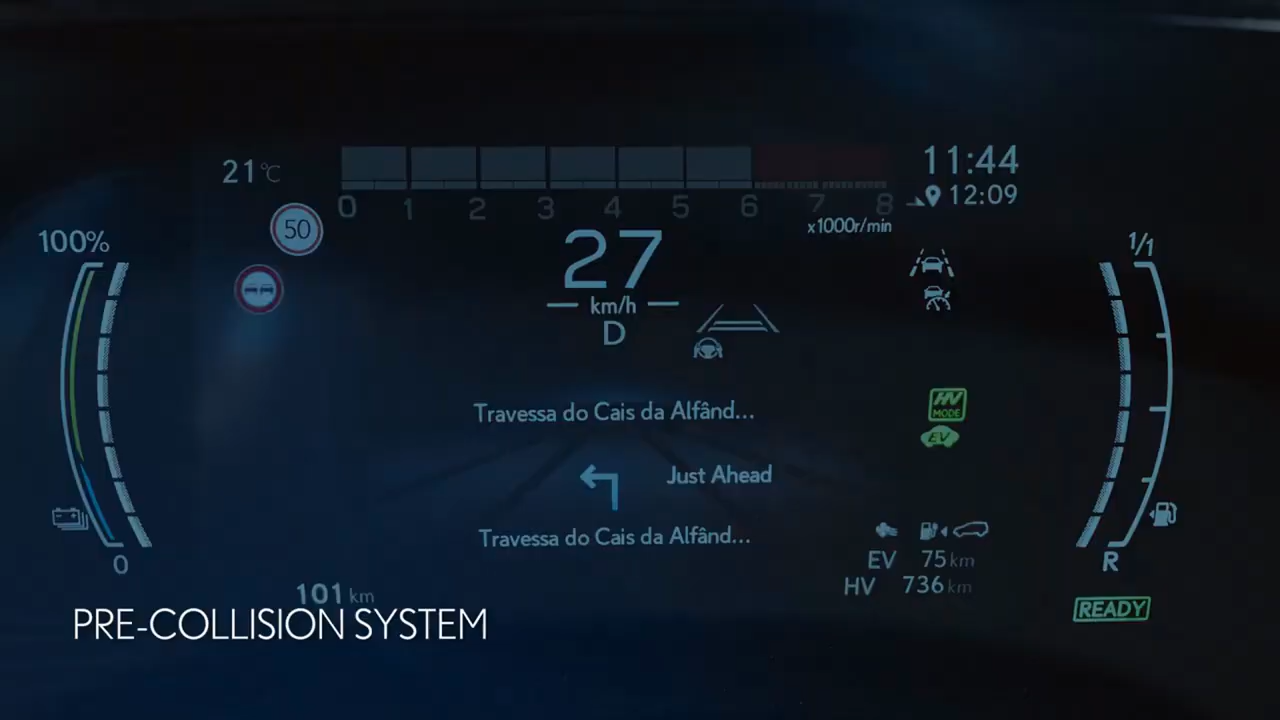 21°C
11:44
12:09
0 1 2 3 4 5 6 7 8
x1000r/min
50
100%
27
km/h
D
1/1
Travessa do Cais da Alfând...
HV
MODE
EV
Just Ahead
Travessa do Cais da Alfând...
EV 75 km
HV 736 km
0
R
101 km
READY
PRE-COLLISION SYSTEM